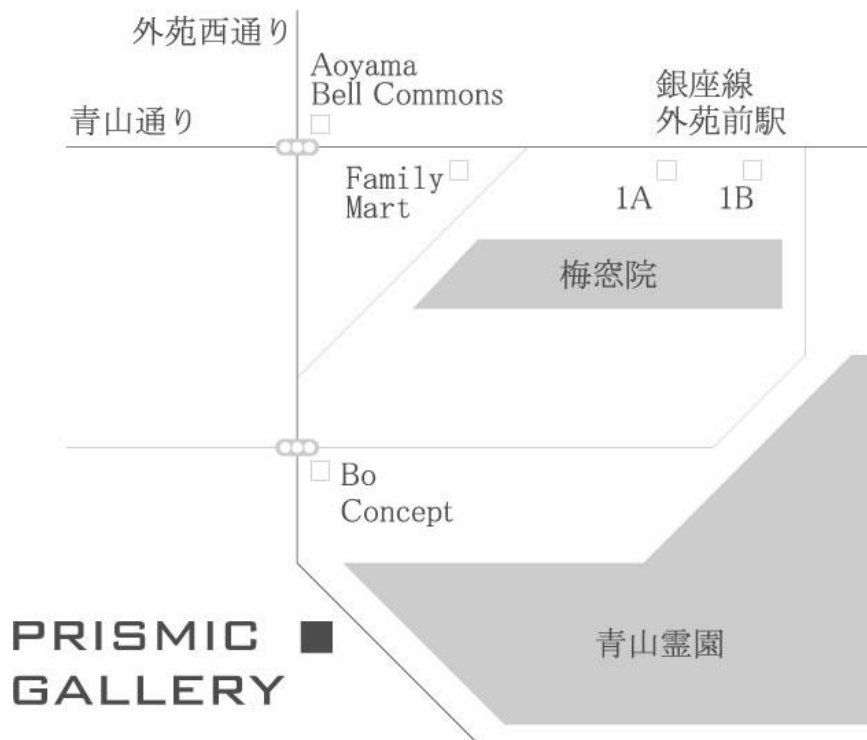 外苑西通り
Aoyama
Bell Commons
銀座線
外苑前駅
青山通り
Family
Mart
1A
1B
梅窓院
Bo
Concept
青山霊園
PRISMIC
GALLERY